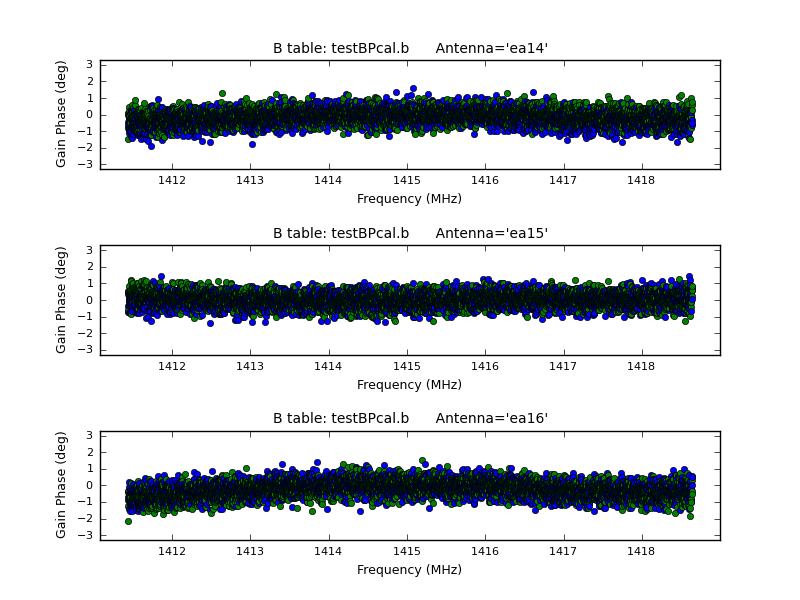 B table: testBPcal.b Antenna='ea14'
3
2
1
0
−1
−2
−3
Gain Phase (deg)
1412 1413 1414 1415 1416 1417 1418
Frequency (MHz)
B table: testBPcal.b Antenna='ea15'
3
2
1
0
−1
−2
−3
Gain Phase (deg)
1412 1413 1414 1415 1416 1417 1418
Frequency (MHz)
B table: testBPcal.b Antenna='ea16'
3
2
1
0
−1
−2
−3
Gain Phase (deg)
1412 1413 1414 1415 1416 1417 1418
Frequency (MHz)